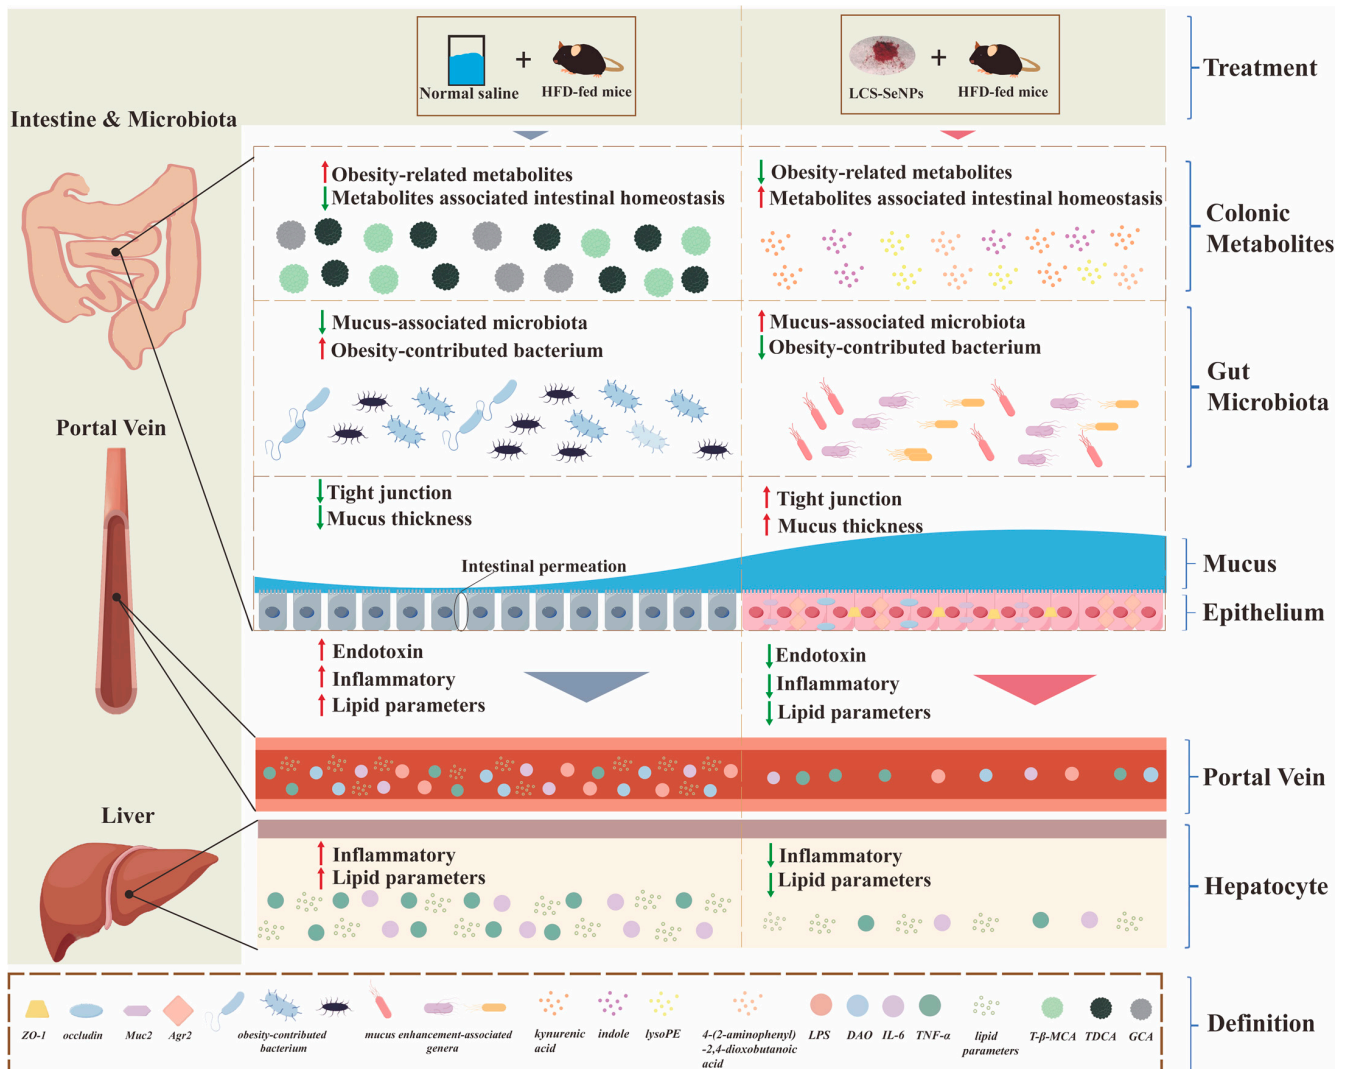 Normal saline
+
HFD-fed mice
LCS-SeNPs
+
HFD-fed mice
Treatment
Intestine & Microbiota
Obesity-related metabolites
Metabolites associated intestinal homeostasis
Obesity-related metabolites
Metabolites associated intestinal homeostasis
Colonic
Metabolites
Mucus-associated microbiota
Obesity-contributed bacterium
Mucus-associated microbiota
Obesity-contributed bacterium
Gut
Microbiota
Portal Vein
Tight junction
Mucus thickness
Tight junction
Mucus thickness
Intestinal permeation
Mucus
Epithelium
Endotoxin
Inflammatory
Lipid parameters
Endotoxin
Inflammatory
Lipid parameters
Portal Vein
Liver
Inflammatory
Lipid parameters
Inflammatory
Lipid parameters
Hepatocyte
ZO-1
occludin
Muc2
Agr2
obesity-contributed
bacterium
mucus enhancement-associated
genera
kynurenic
acid
indole
lysoPE
4-(2-aminophenyl)
-2,4-dioxobutanoic
acid
LPS
DAO
IL-6
TNF-α
lipid
parameters
T-β-MCA
TDCA
GCA
Definition